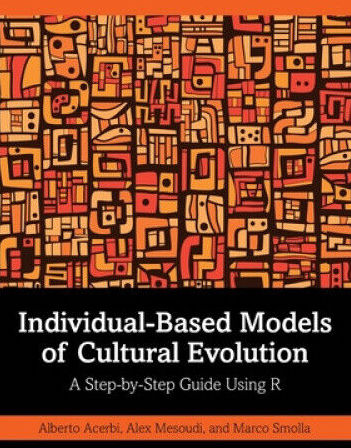 Individual-Based Models
of Cultural Evolution
A Step-by-Step Guide Using R
Alberto Acerbi, Alex Mesoudi, and Marco Smolla